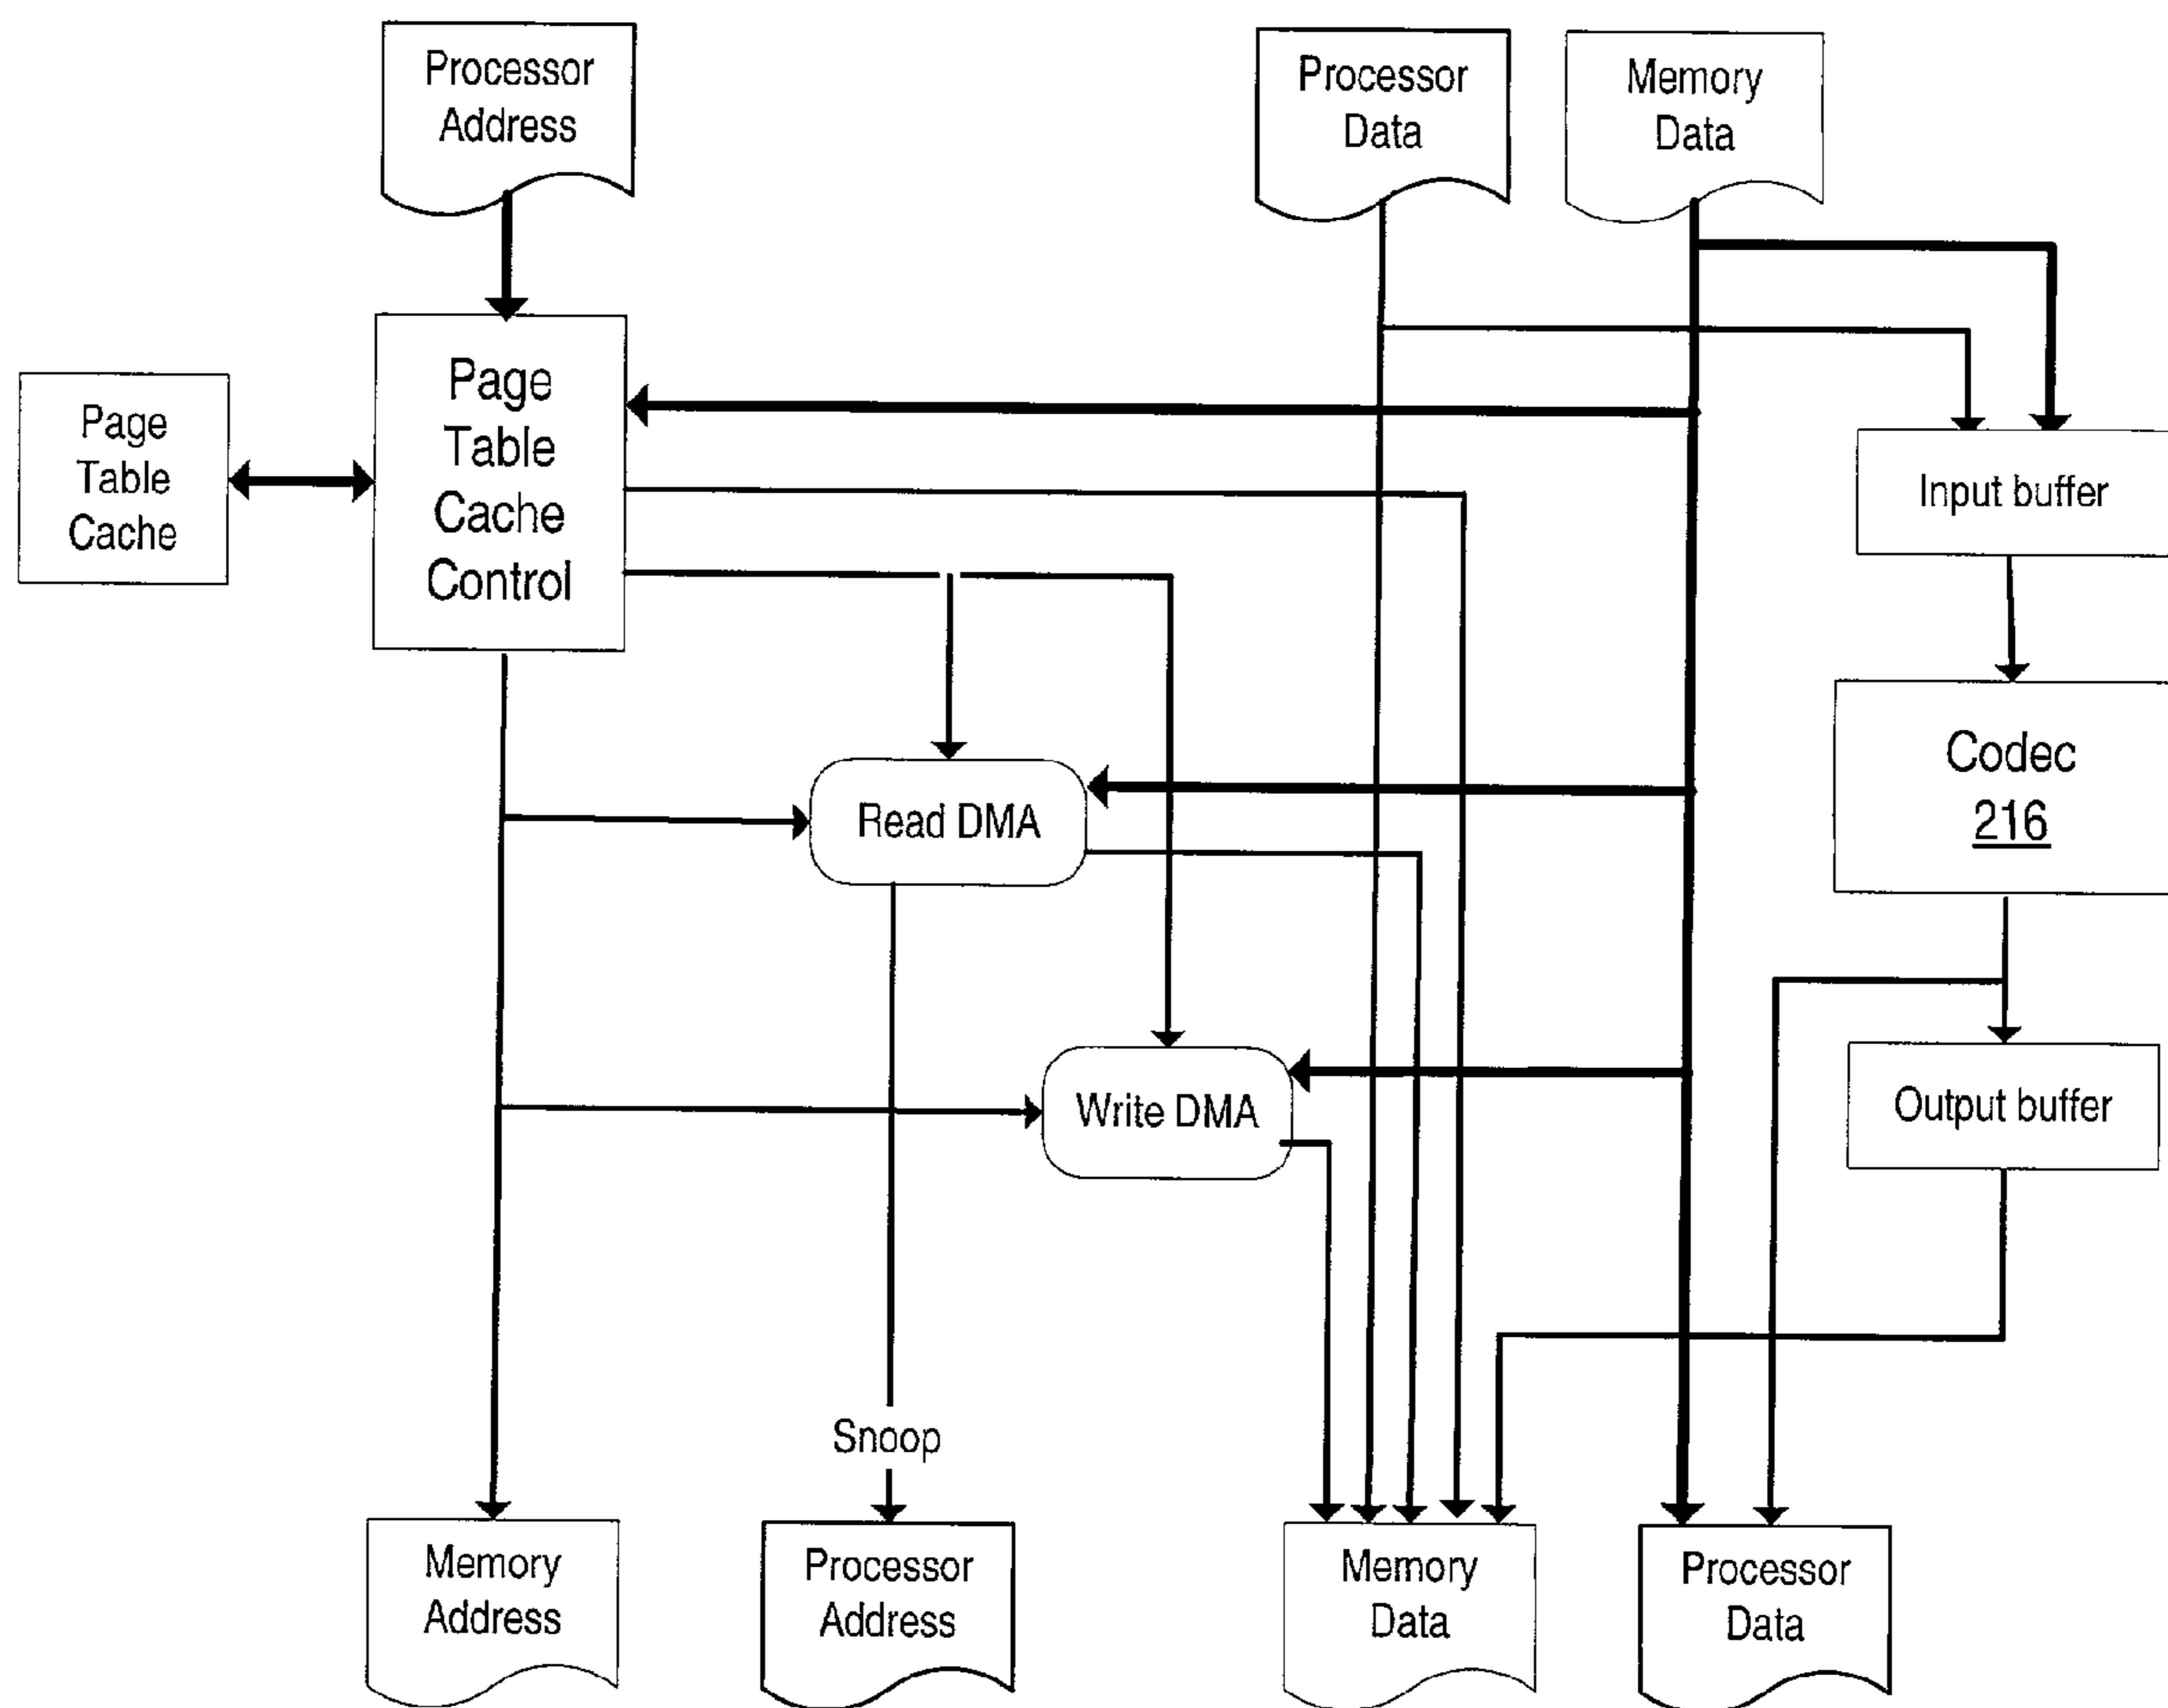 Processor
Address
Processor
Data
Memory
Data
Page
Table
Cache
Page
Table
Cache
Control
Input buffer
Codec
216
Read DMA
Write DMA
Output buffer
Snoop
Memory
Address
Processor
Address
Memory
Data
Processor
Data